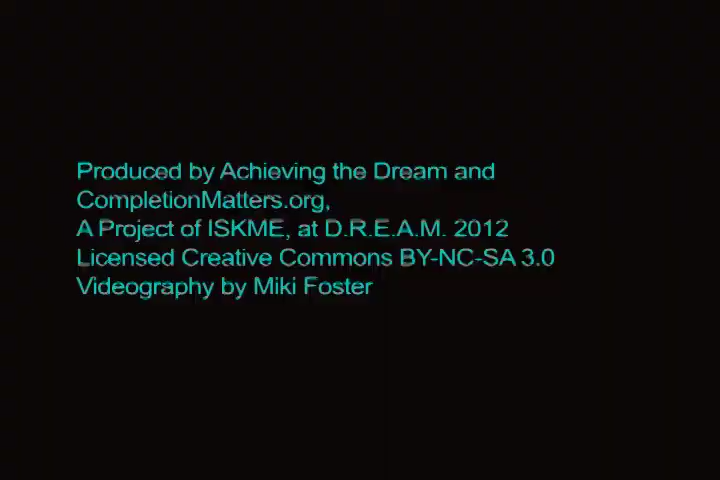 Produced by Achieving the Dream and
CompletionMatters.org,
A Project of ISKME, at D.R.E.A.M. 2012
Licensed Creative Commons BY-NC-SA 3.0
Videography by Miki Foster